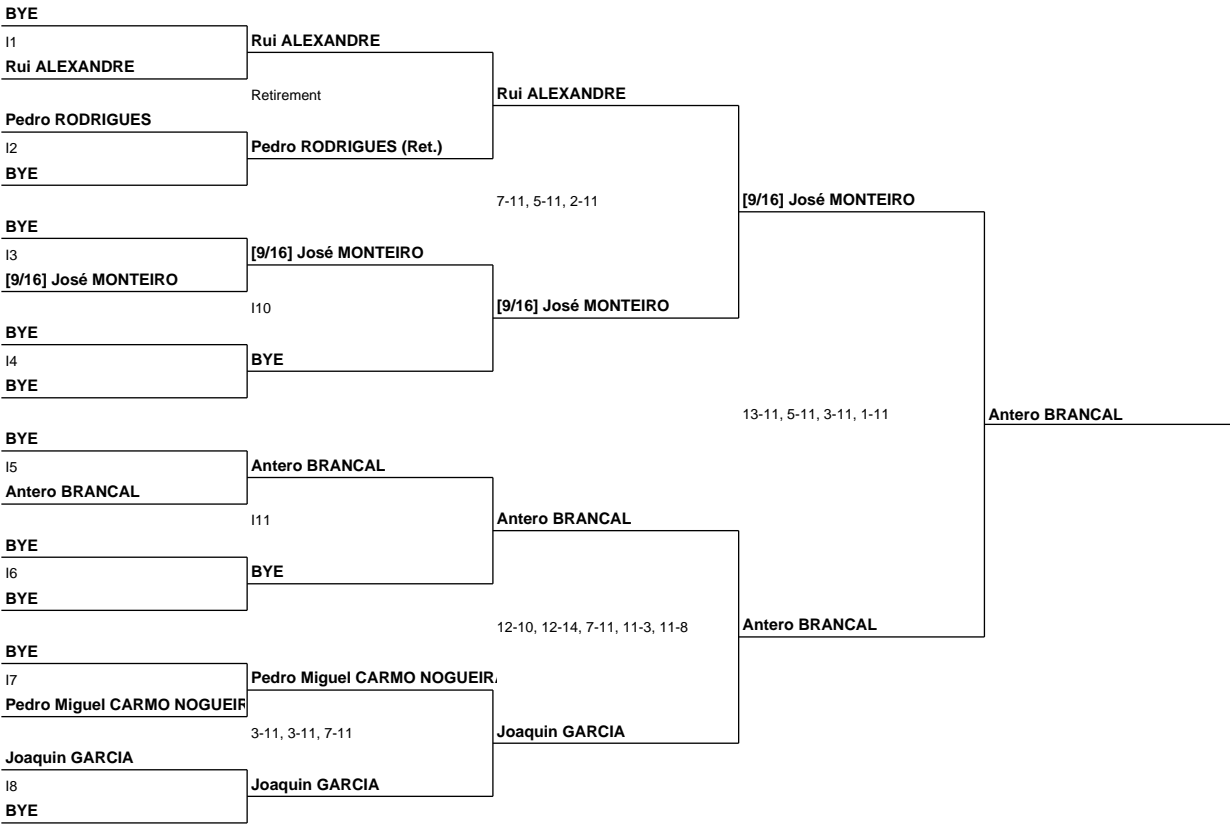 BYE
I1
Rui ALEXANDRE
Rui ALEXANDRE
Retirement
Rui ALEXANDRE
Pedro RODRIGUES
I2
Pedro RODRIGUES (Ret.)
BYE
7-11, 5-11, 2-11
[9/16] José MONTEIRO
BYE
I3
[9/16] José MONTEIRO
[9/16] José MONTEIRO
I10
[9/16] José MONTEIRO
BYE
I4
BYE
BYE
13-11, 5-11, 3-11, 1-11
Antero BRANCAL
BYE
I5
Antero BRANCAL
Antero BRANCAL
I11
Antero BRANCAL
BYE
I6
BYE
BYE
12-10, 12-14, 7-11, 11-3, 11-8
Antero BRANCAL
BYE
I7
Pedro Miguel CARMO NOGUEIRA
Pedro Miguel CARMO NOGUEIR
3-11, 3-11, 7-11
Joaquin GARCIA
Joaquin GARCIA
I8
Joaquin GARCIA
BYE